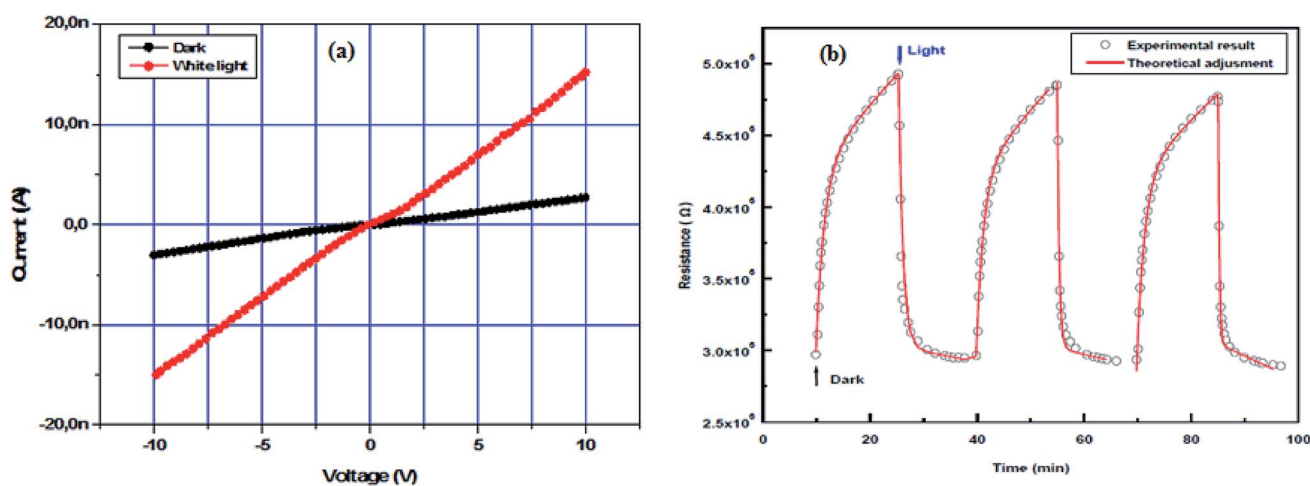 20,0n
Dark
White light
(a)
10,0n
0,0
-10,0n
-20,0n
-10
-5
0
5
10
Current (A)
Voltage (V)
(b)
Light
Experimental result
Theoretical adjusment
5.0x10⁶
4.5x10⁶
4.0x10⁶
3.5x10⁶
3.0x10⁶
2.5x10⁶
Resistance (Ω)
Dark
0
20
40
60
80
100
Time (min)